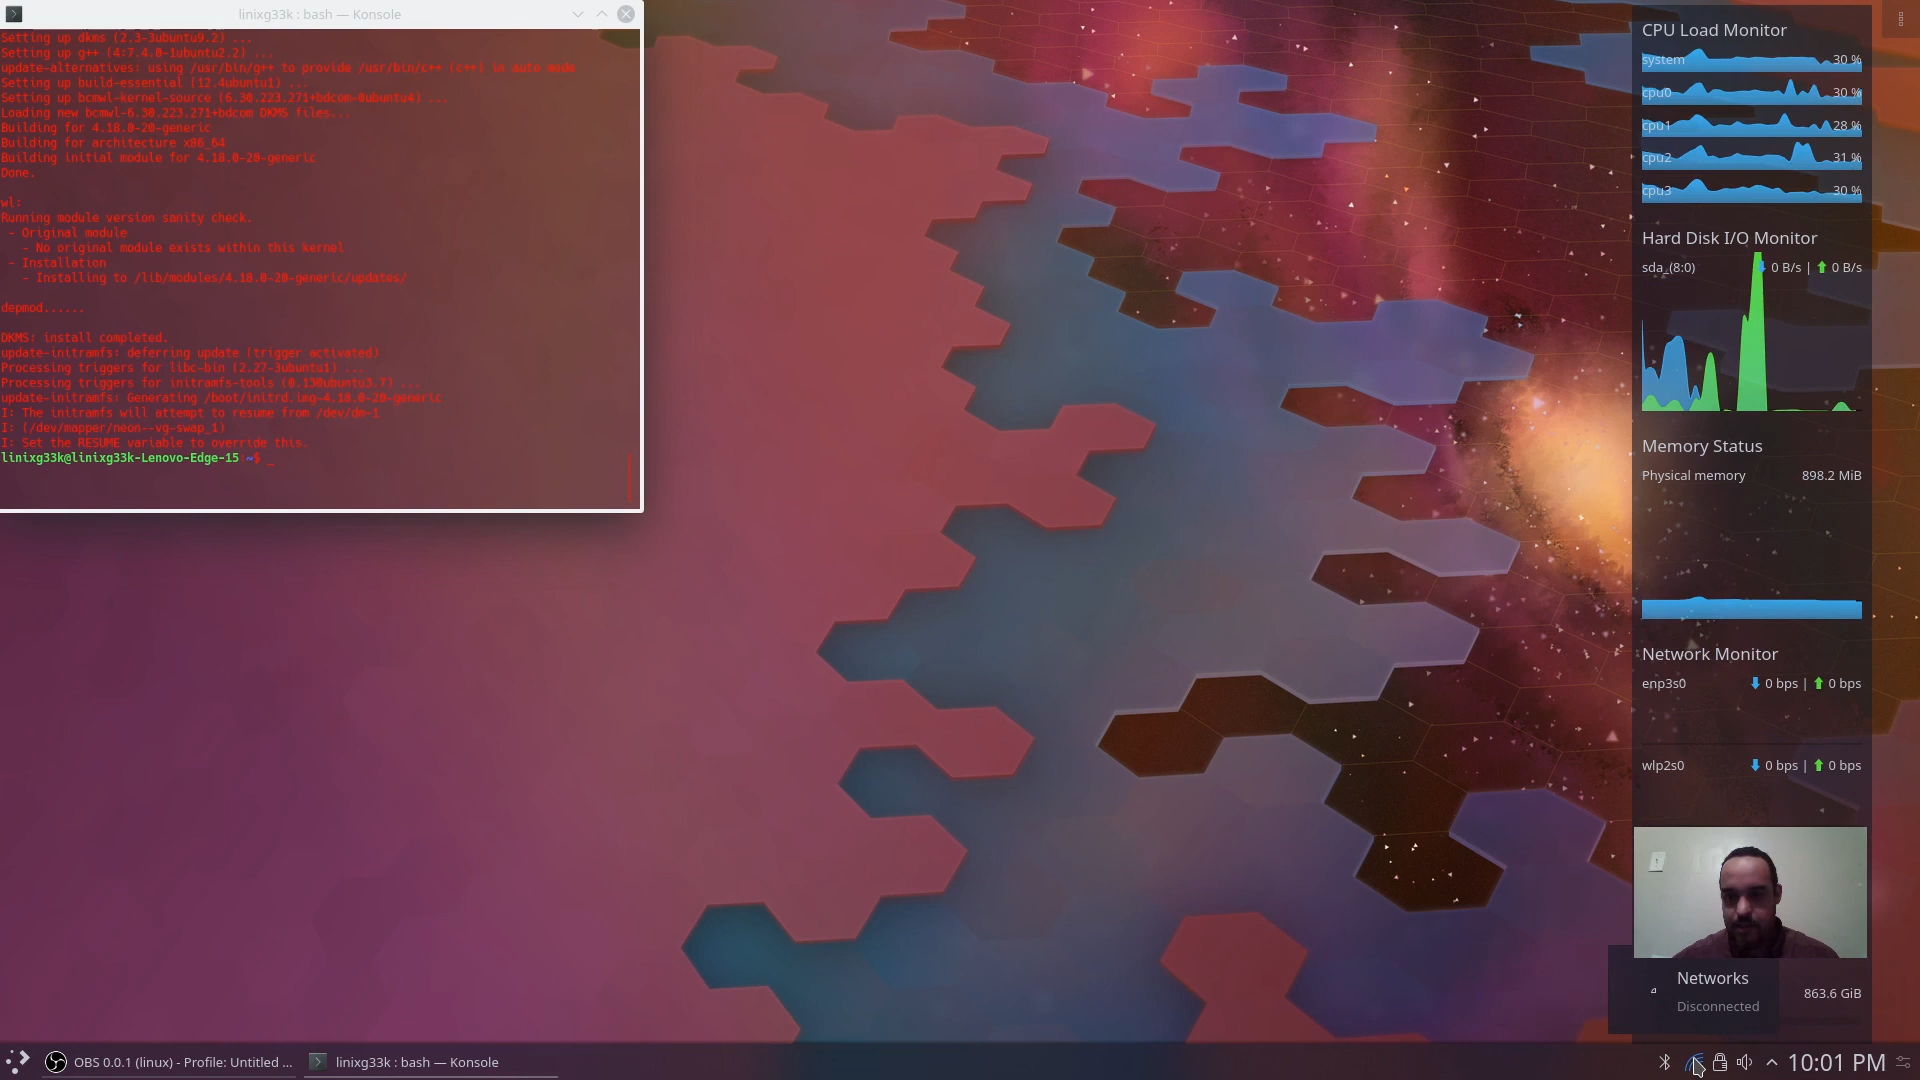 linixg33k : bash — Konsole
Setting up dkms (2.3-3ubuntu9.2) ...
Setting up g++ (4:7.4.0-1ubuntu2.2) ...
update-alternatives: using /usr/bin/g++ to provide /usr/bin/c++ (c++) in auto mode
Setting up build-essential (12.4ubuntu1) ...
Setting up bcmwl-kernel-source (6.30.223.271+bdcom-0ubuntu4) ...
Loading new bcmwl-6.30.223.271+bdcom DKMS files...
Building for 4.18.0-20-generic
Building for architecture x86_64
Building initial module for 4.18.0-20-generic
Done.
wl:
Running module version sanity check.
- Original module
- No original module exists within this kernel
- Installation
- Installing to /lib/modules/4.18.0-20-generic/updates/
depmod......
DKMS: install completed.
update-initramfs: deferring update (trigger activated)
Processing triggers for libc-bin (2.27-3ubuntu1) ...
Processing triggers for initramfs-tools (0.130ubuntu3.7) ...
update-initramfs: Generating /boot/initrd.img-4.18.0-20-generic
I: The initramfs will attempt to resume from /dev/dm-1
I: (/dev/mapper/neon--vg-swap_1)
I: Set the RESUME variable to override this.
linixg33k@linixg33k-Lenovo-Edge-15:~$ _
CPU Load Monitor
system 30 %
cpu0 30 %
cpu1 28 %
cpu2 31 %
cpu3 30 %
Hard Disk I/O Monitor
sda_(8:0) 0 B/s | 0 B/s
Memory Status
Physical memory 898.2 MiB
Network Monitor
enp3s0 0 bps | 0 bps
wlp2s0 0 bps | 0 bps
Networks
Disconnected
863.6 GiB
OBS 0.0.1 (linux) - Profile: Untitled ...
linixg33k : bash — Konsole
10:01 PM